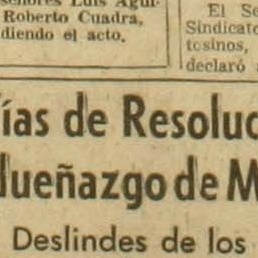 señores Luis Agui-
Roberto Cuadra,
diendo el acto.
El Se
Sindicato
tosinos,
declaró
ías de Resoluc
dueñazgo de M
Deslindes de los